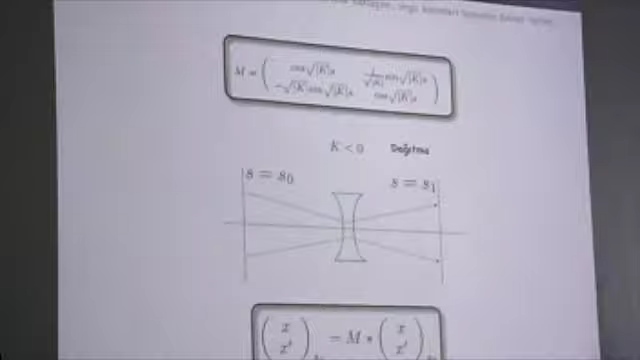 M = ( cos√|K|s 1/√|K| sin√|K|s
-√|K| sin√|K|s cos√|K|s )
K < 0 Dağıtma
s = s₀ s = s₁
( x
x' ) = M * ( x
x' )